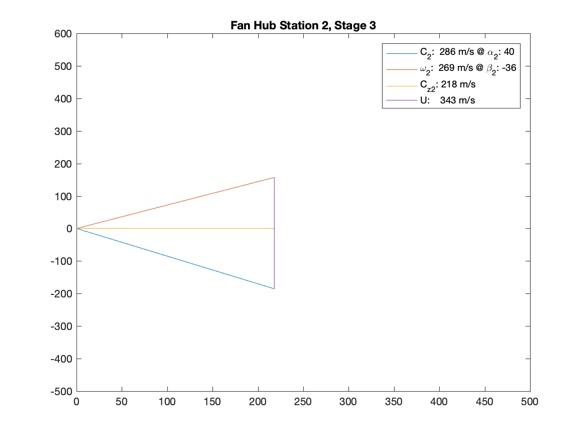 Fan Hub Station 2, Stage 3
600
500
400
300
200
100
0
-100
-200
-300
-400
-500
0 50 100 150 200 250 300 350 400 450 500
C₂: 286 m/s @ α₂: 40
ω₂: 269 m/s @ β₂: -36
C_z2: 218 m/s
U: 343 m/s